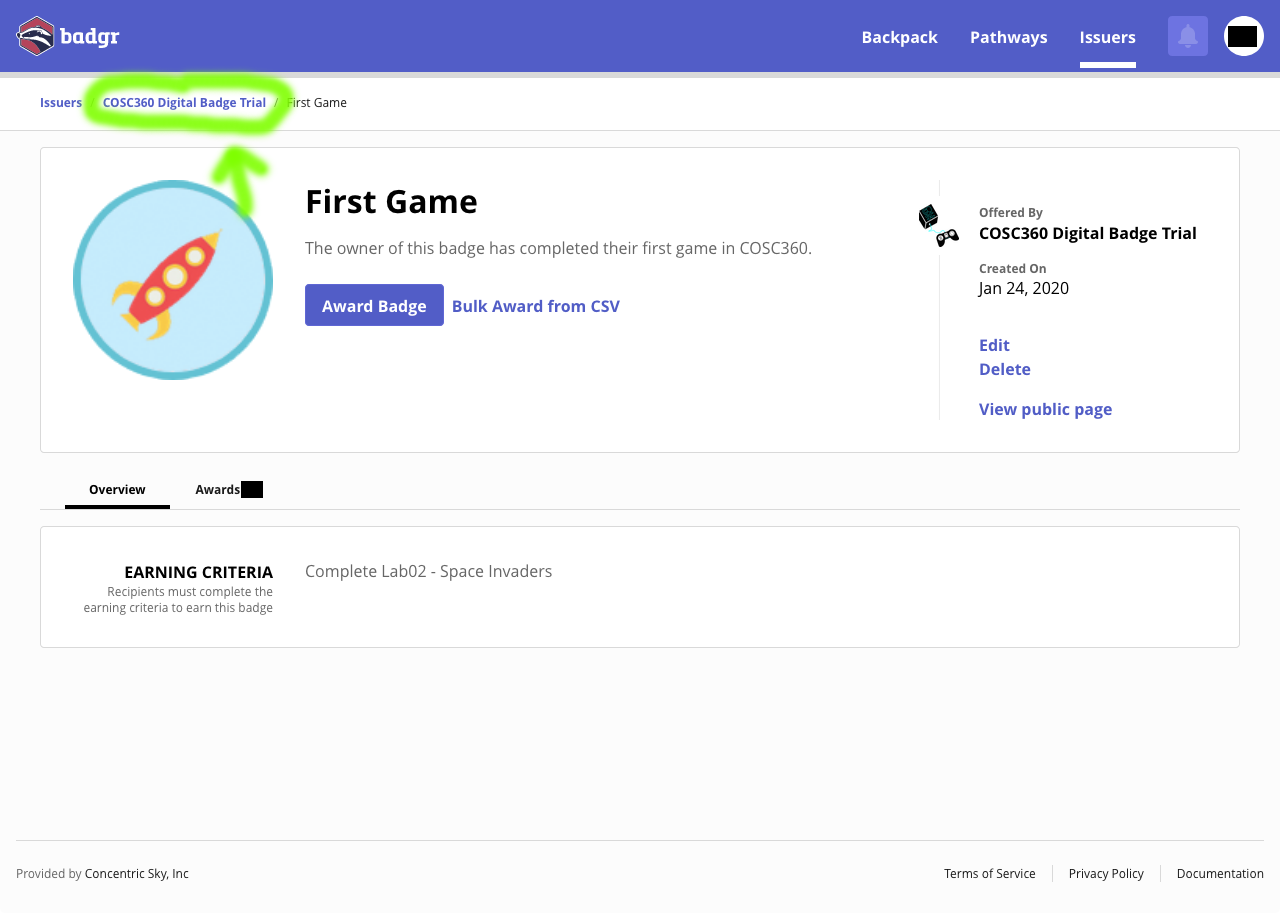 badgr
Backpack Pathways Issuers
Issuers / COSC360 Digital Badge Trial / First Game
First Game
The owner of this badge has completed their first game in COSC360.
Award Badge Bulk Award from CSV
Offered By
COSC360 Digital Badge Trial
Created On
Jan 24, 2020
Edit
Delete
View public page
Overview Awards
EARNING CRITERIA
Recipients must complete the
earning criteria to earn this badge
Complete Lab02 - Space Invaders
Provided by Concentric Sky, Inc
Terms of Service Privacy Policy Documentation